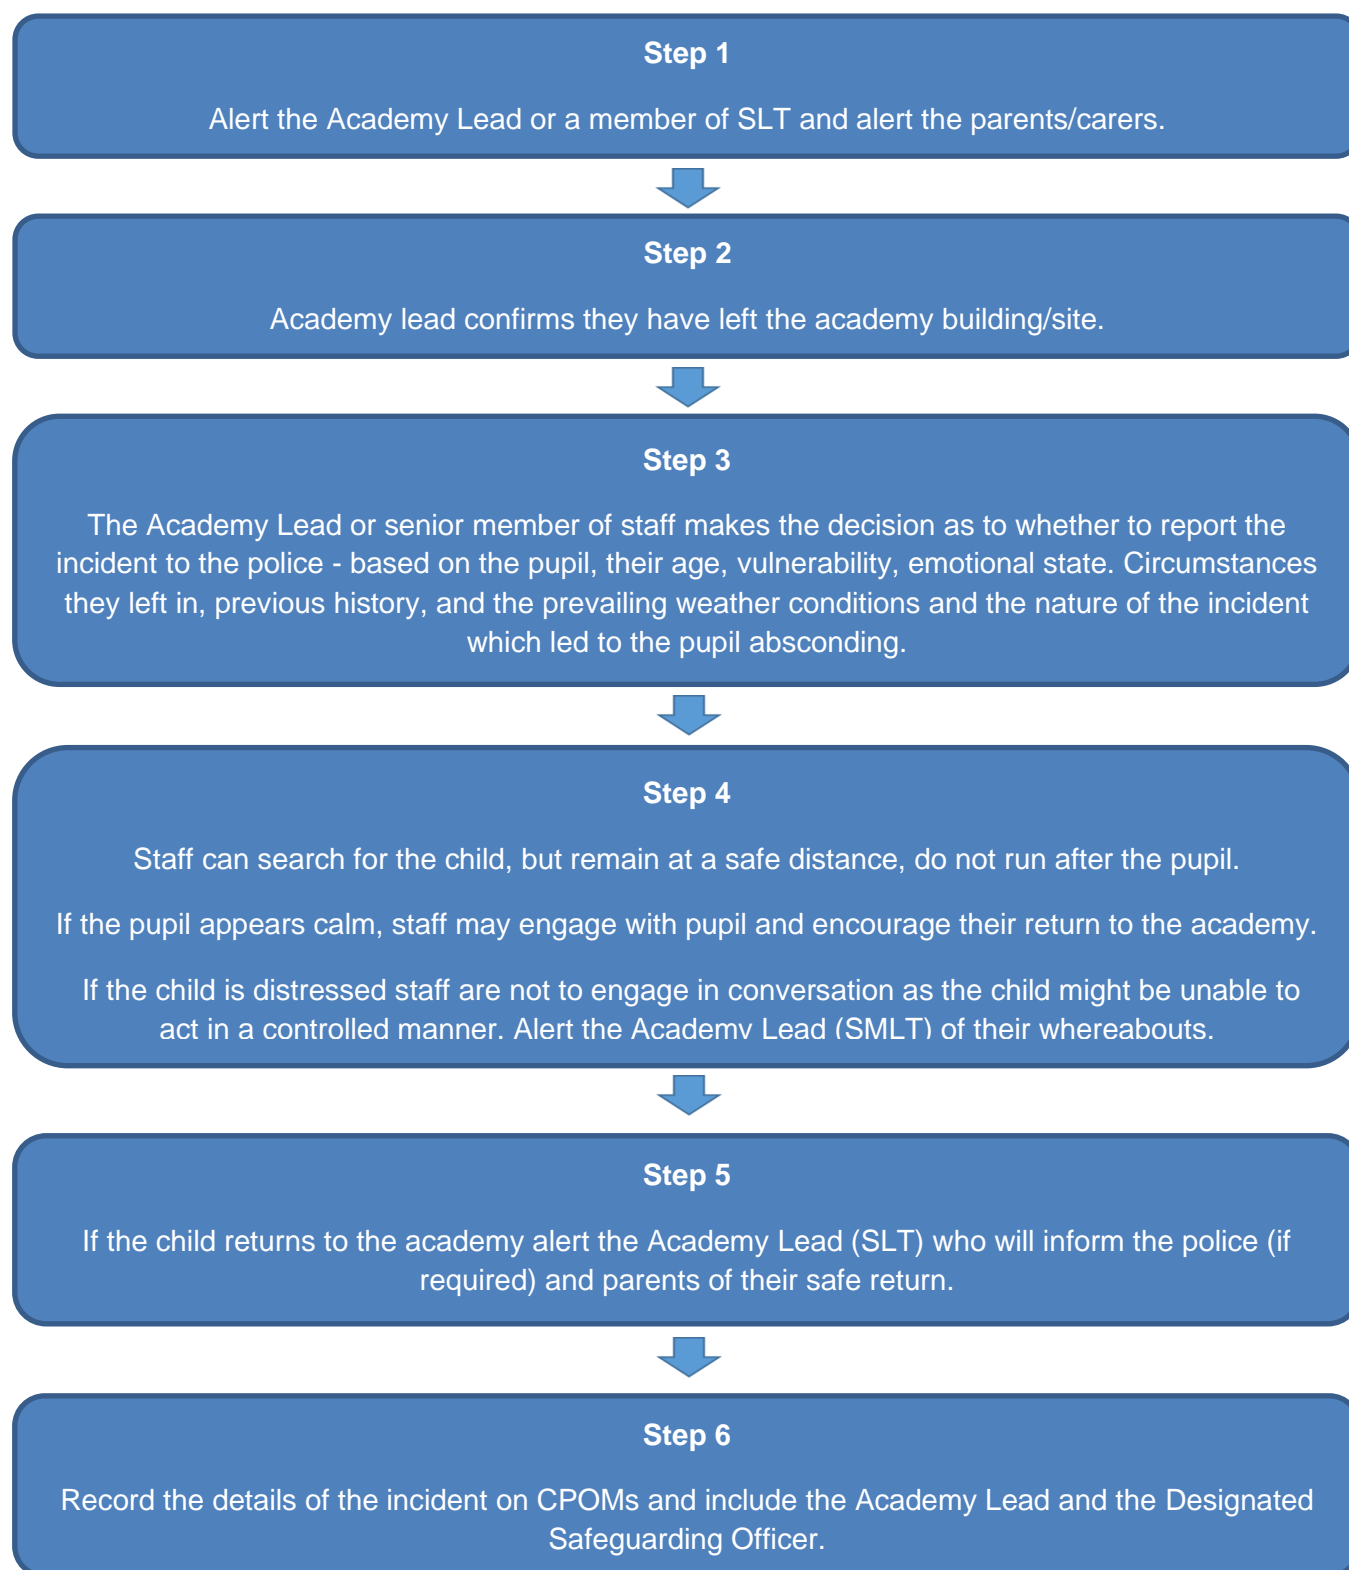 Step 1
Alert the Academy Lead or a member of SLT and alert the parents/carers.
Step 2
Academy lead confirms they have left the academy building/site.
Step 3
The Academy Lead or senior member of staff makes the decision as to whether to report the
incident to the police - based on the pupil, their age, vulnerability, emotional state. Circumstances
they left in, previous history, and the prevailing weather conditions and the nature of the incident
which led to the pupil absconding.
Step 4
Staff can search for the child, but remain at a safe distance, do not run after the pupil.
If the pupil appears calm, staff may engage with pupil and encourage their return to the academy.
If the child is distressed staff are not to engage in conversation as the child might be unable to
act in a controlled manner. Alert the Academy Lead (SMLT) of their whereabouts.
Step 5
If the child returns to the academy alert the Academy Lead (SLT) who will inform the police (if
required) and parents of their safe return.
Step 6
Record the details of the incident on CPOMs and include the Academy Lead and the Designated
Safeguarding Officer.